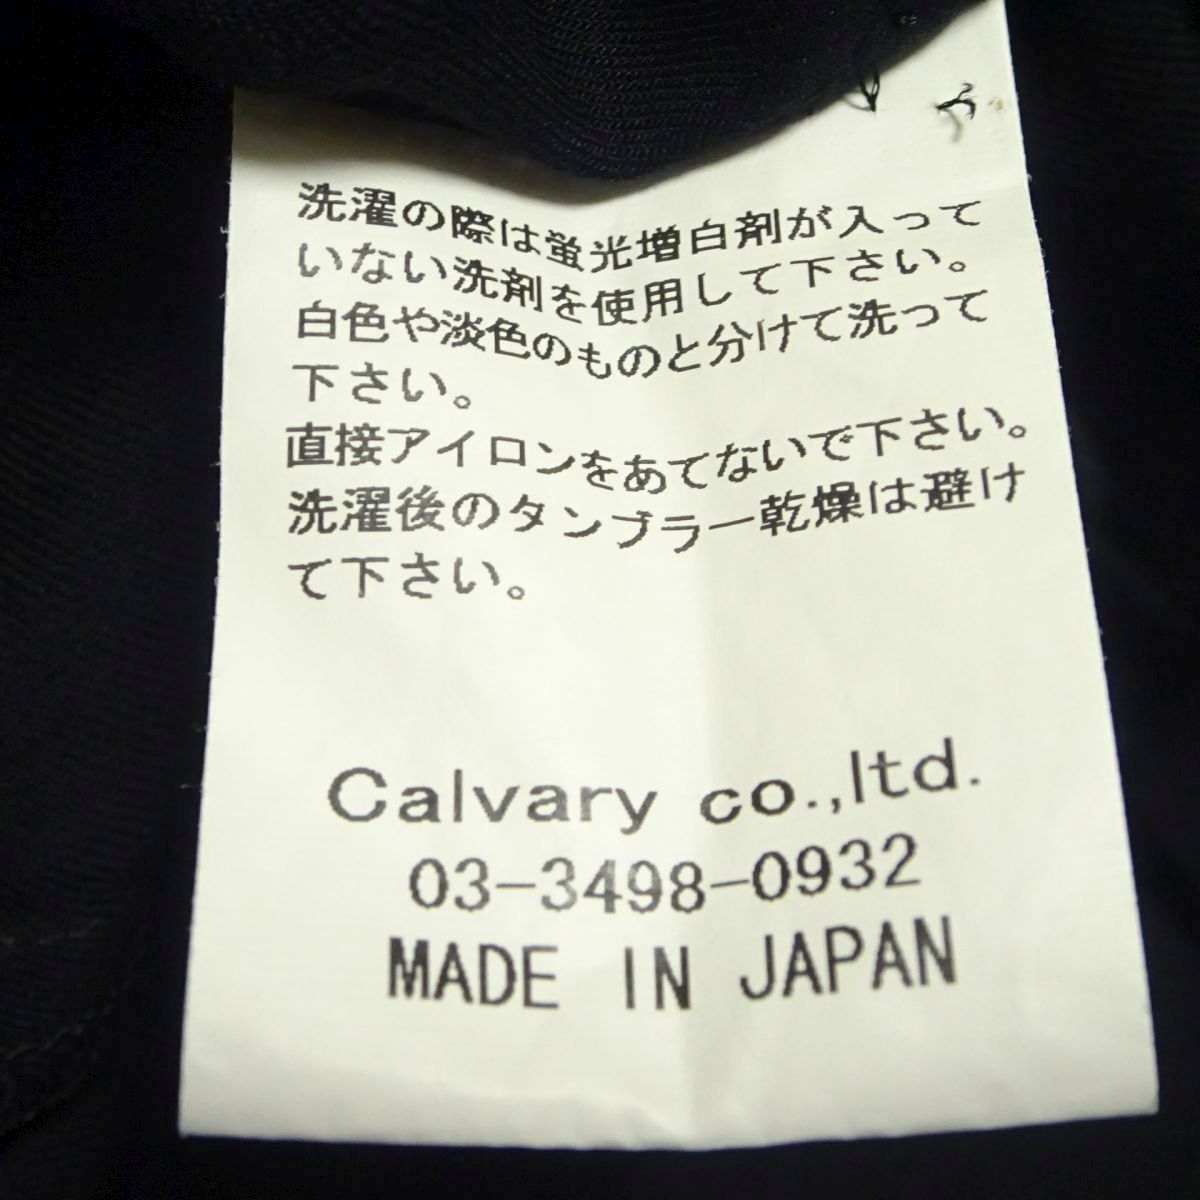 洗濯の際は蛍光増白剤が入って
いない洗剤を使用して下さい。
白色や淡色のものと分けて洗って
下さい。
直接アイロンをあてないで下さい。
洗濯後のタンブラー乾燥は避け
て下さい。
Calvary co.,ltd.
03-3498-0932
MADE IN JAPAN